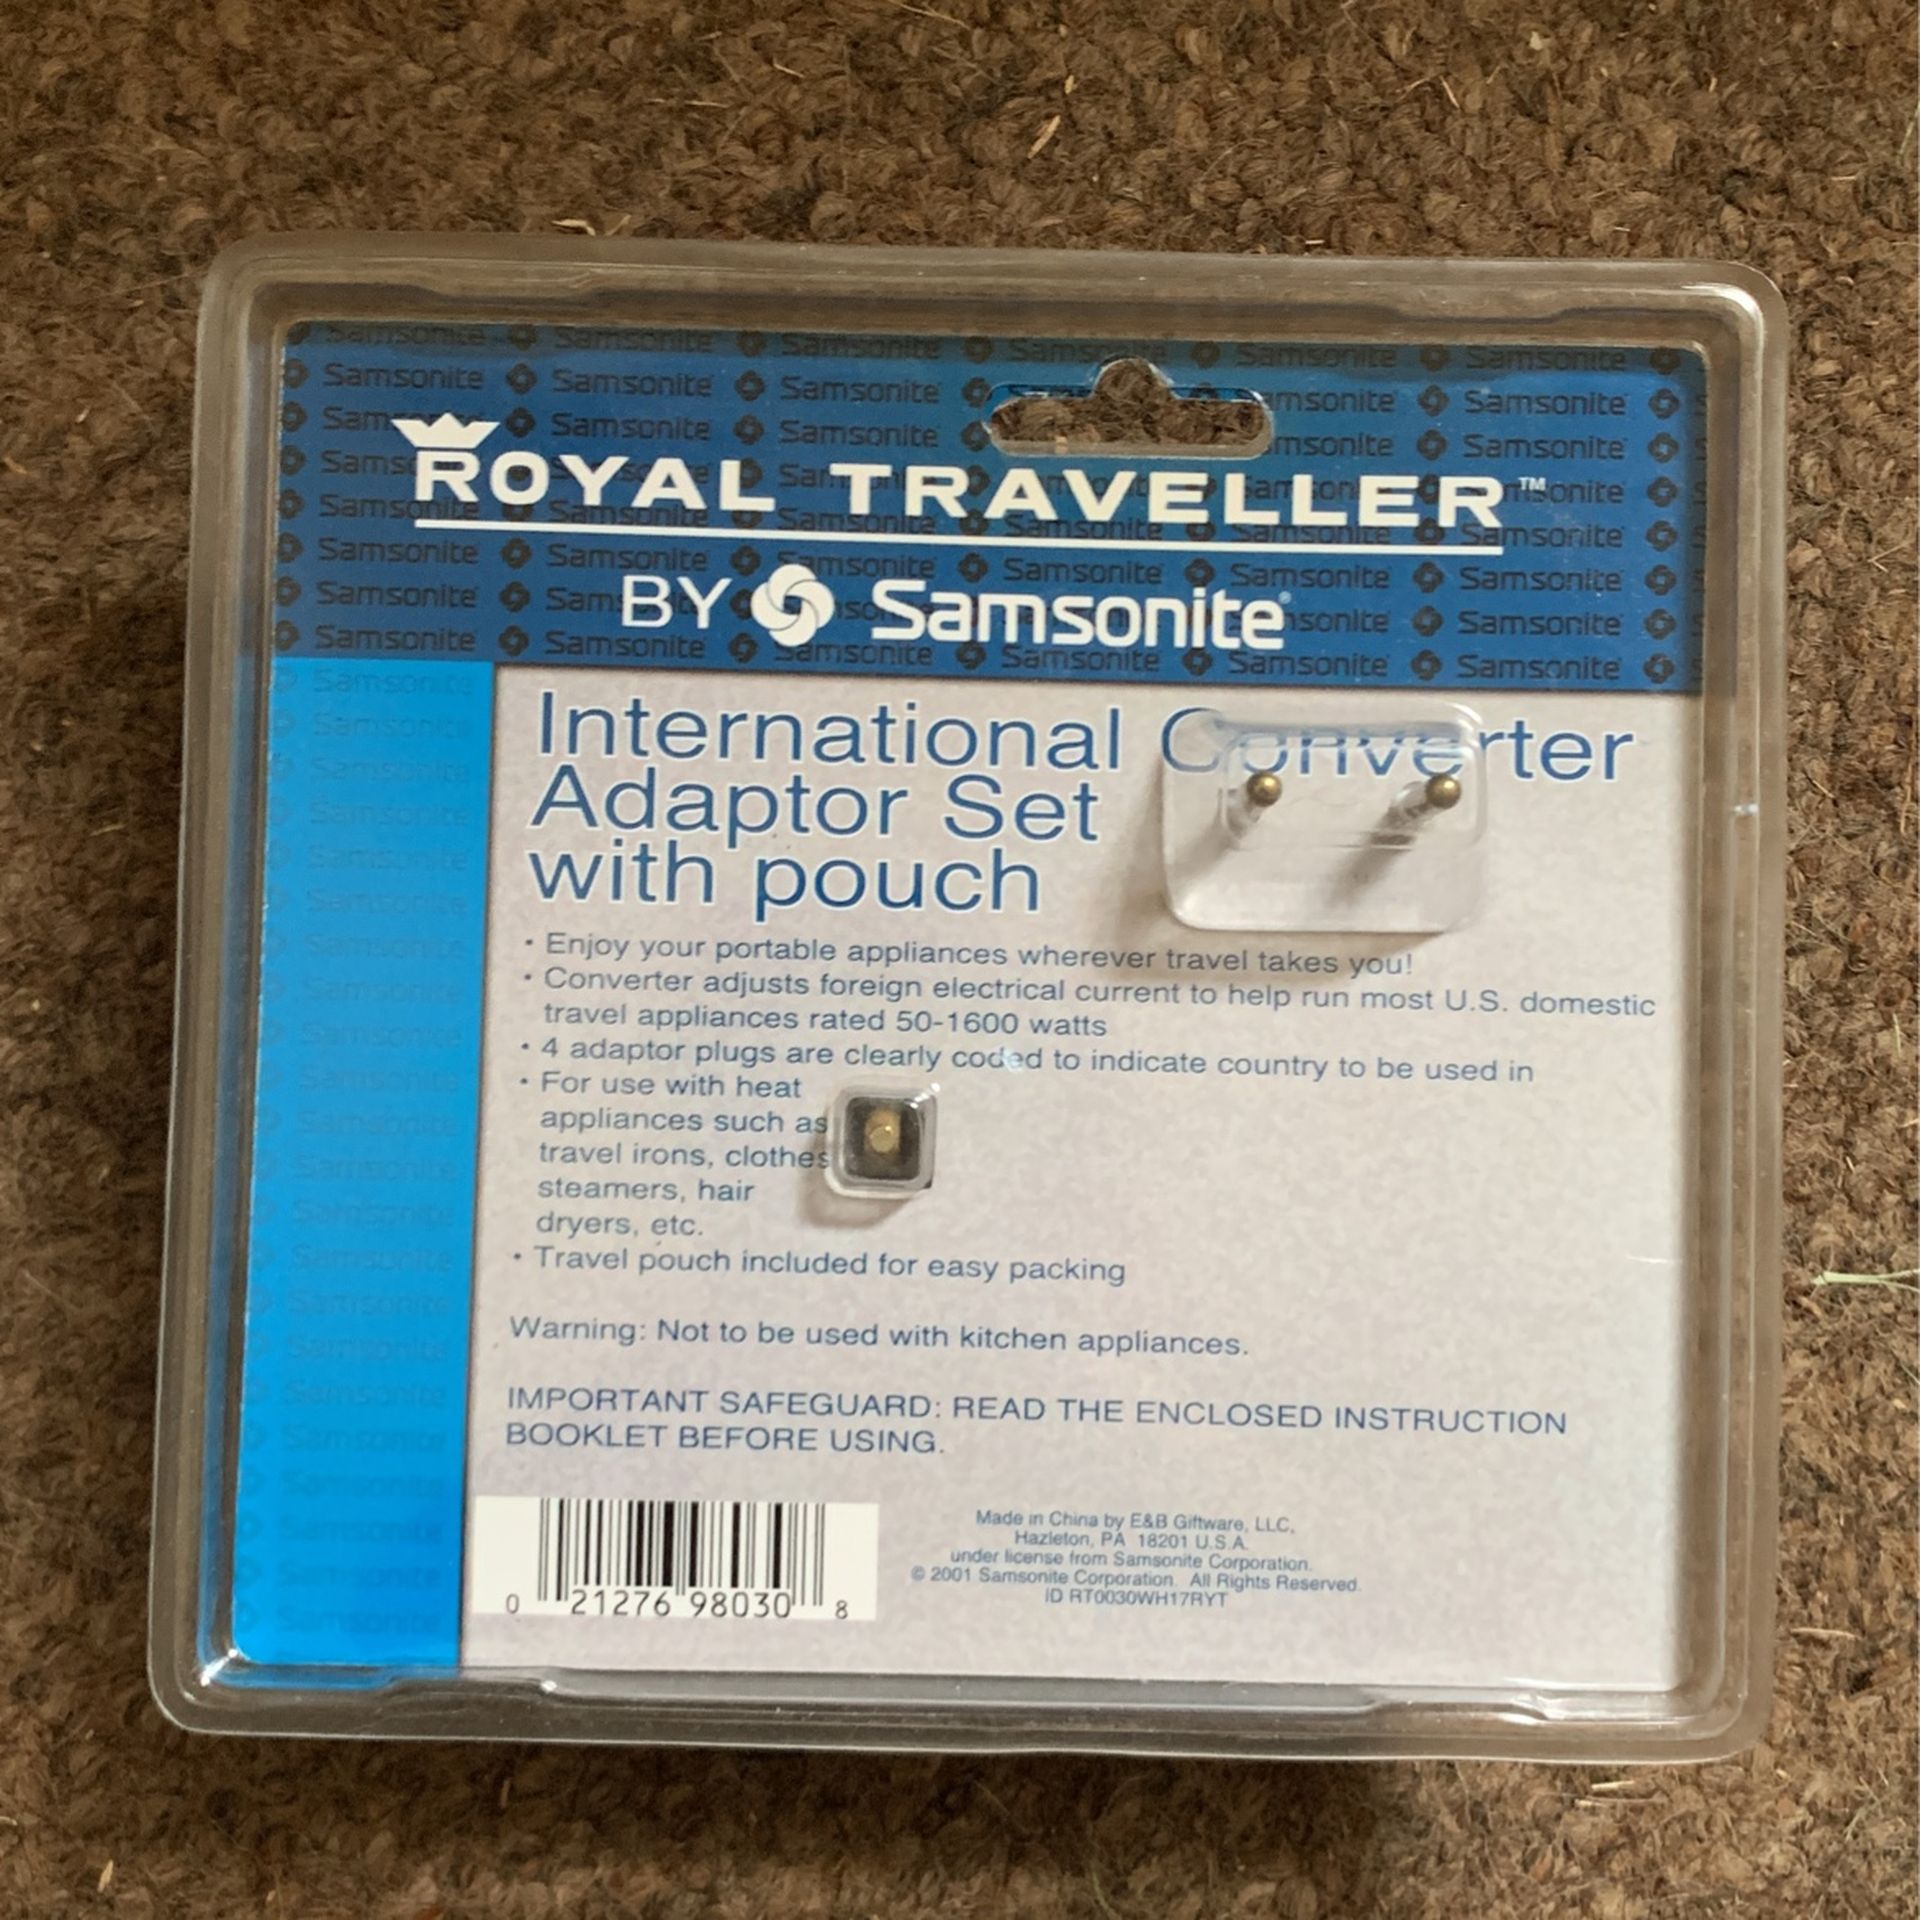 ROYAL TRAVELLER™
BY Samsonite®
International Converter
Adaptor Set
with pouch
• Enjoy your portable appliances wherever travel takes you!
• Converter adjusts foreign electrical current to help run most U.S. domestic
travel appliances rated 50-1600 watts
• 4 adaptor plugs are clearly coded to indicate country to be used in
• For use with heat
appliances such as
travel irons, clothes
steamers, hair
dryers, etc.
• Travel pouch included for easy packing
Warning: Not to be used with kitchen appliances.
IMPORTANT SAFEGUARD: READ THE ENCLOSED INSTRUCTION
BOOKLET BEFORE USING.
0 21276 98030 8
Made in China by E&B Giftware, LLC,
Hazleton, PA 18201 U.S.A.
under license from Samsonite Corporation.
© 2001 Samsonite Corporation. All Rights Reserved.
ID RT0030WH17RYT